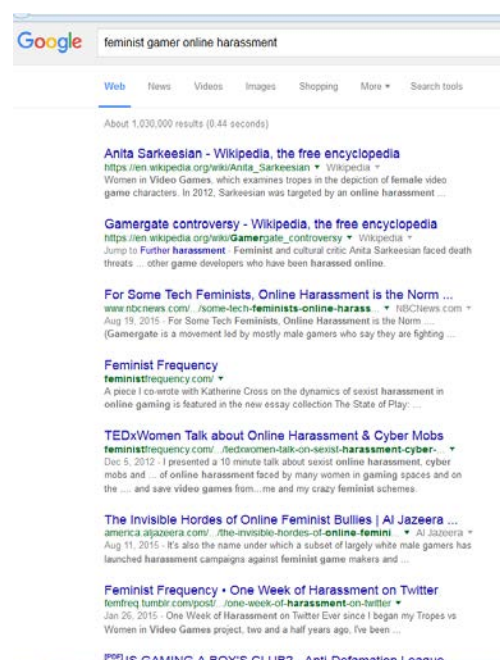 Google feminist gamer online harassment
Web News Videos Images Shopping More ▾ Search tools
About 1,030,000 results (0.44 seconds)
Anita Sarkeesian - Wikipedia, the free encyclopedia
https://en.wikipedia.org/wiki/Anita_Sarkeesian ▾ Wikipedia ▾
Women in Video Games, which examines tropes in the depiction of female video
game characters. In 2012, Sarkeesian was targeted by an online harassment ...
Gamergate controversy - Wikipedia, the free encyclopedia
https://en.wikipedia.org/wiki/Gamergate_controversy ▾ Wikipedia ▾
Jump to Further harassment - Feminist and cultural critic Anita Sarkeesian faced death
threats ... other game developers who have been harassed online.
For Some Tech Feminists, Online Harassment is the Norm ...
www.nbcnews.com/.../some-tech-feminists-online-harass... ▾ NBCNews.com ▾
Aug 19, 2015 - For Some Tech Feminists, Online Harassment is the Norm ....
(Gamergate is a movement led by mostly male gamers who say they are fighting ...
Feminist Frequency
feministfrequency.com/ ▾
A piece I co-wrote with Katherine Cross on the dynamics of sexist harassment in
online gaming is featured in the new essay collection The State of Play: ...
TEDxWomen Talk about Online Harassment & Cyber Mobs
feministfrequency.com/.../tedxwomen-talk-on-sexist-harassment-cyber-... ▾
Dec 5, 2012 - I presented a 10 minute talk about sexist online harassment, cyber
mobs and ... of online harassment faced by many women in gaming spaces and on
the .... and save video games from...me and my crazy feminist schemes.
The Invisible Hordes of Online Feminist Bullies | Al Jazeera ...
america.aljazeera.com/.../the-invisible-hordes-of-online-femini... ▾ Al Jazeera ▾
Aug 11, 2015 - It's also the name under which a subset of largely white male gamers has
launched harassment campaigns against feminist game makers and ...
Feminist Frequency • One Week of Harassment on Twitter
femfreq.tumblr.com/post/.../one-week-of-harassment-on-twitter ▾
Jan 26, 2015 - One Week of Harassment on Twitter Ever since I began my Tropes vs
Women in Video Games project, two and a half years ago, I've been ...
[PDF] IS GAMING A BOY'S CLUB? - Anti-Defamation League